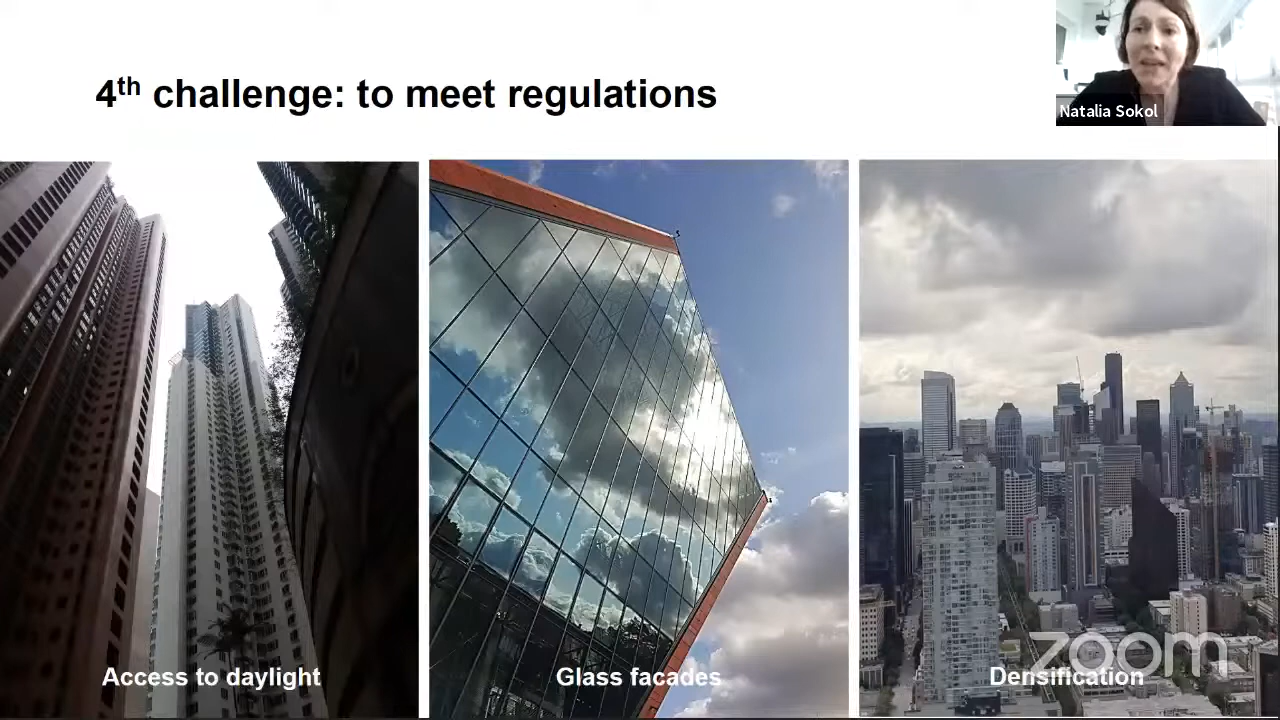 4th challenge: to meet regulations
Natalia Sokol
Access to daylight
Glass facades
Densification
zoom